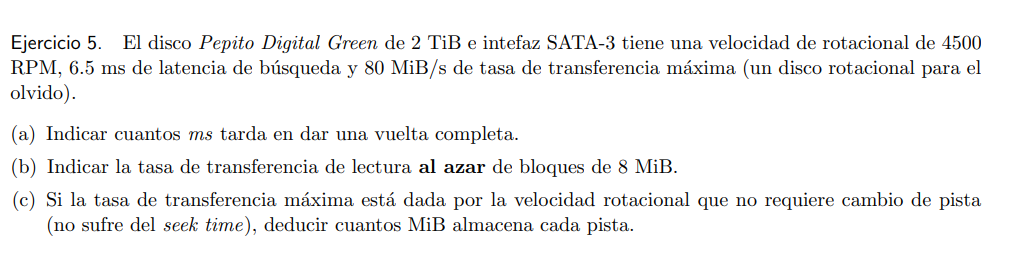 Ejercicio 5. El disco Pepito Digital Green de 2 TiB e intefaz SATA-3 tiene una velocidad de rotacional de 4500
RPM, 6.5 ms de latencia de búsqueda y 80 MiB/s de tasa de transferencia máxima (un disco rotacional para el
olvido).
(a) Indicar cuantos ms tarda en dar una vuelta completa.
(b) Indicar la tasa de transferencia de lectura al azar de bloques de 8 MiB.
(c) Si la tasa de transferencia máxima está dada por la velocidad rotacional que no requiere cambio de pista
(no sufre del seek time), deducir cuantos MiB almacena cada pista.